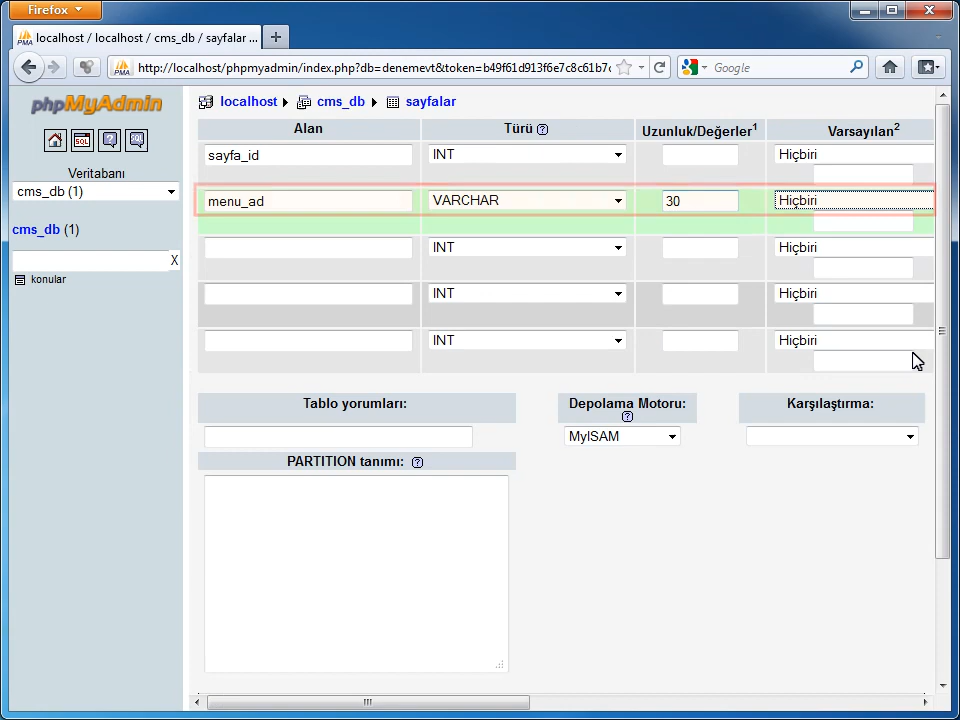 Firefox
localhost / localhost / cms_db / sayfalar ...
http://localhost/phpmyadmin/index.php?db=denemevt&token=b49f61d913f6e7c8c61b7c
Google
phpMyAdmin
localhost cms_db sayfalar
SQL
Veritabanı
cms_db (1)
cms_db (1)
X
konular
Alan Türü Uzunluk/Değerler1 Varsayılan2
sayfa_id INT Hiçbiri
menu_ad VARCHAR 30 Hiçbiri
INT Hiçbiri
INT Hiçbiri
INT Hiçbiri
Tablo yorumları: Depolama Motoru: Karşılaştırma:
MyISAM
PARTITION tanımı: